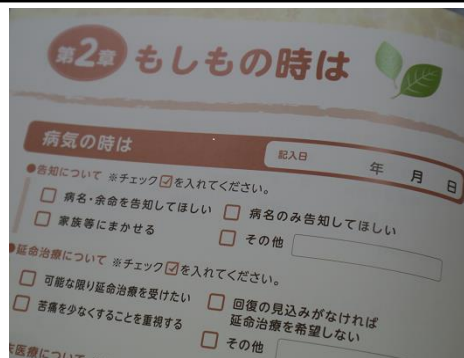 第2章 もしもの時は
病気の時は
記入日 年 月 日
●告知について ※チェック☑を入れてください。
□ 病名・余命を告知してほしい □ 病名のみ告知してほしい
□ 家族等にまかせる □ その他
●延命治療について ※チェック☑を入れてください。
□ 可能な限り延命治療を受けたい □ 回復の見込みがなければ
延命治療を希望しない
□ 苦痛を少なくすることを重視する
□ その他
医療について